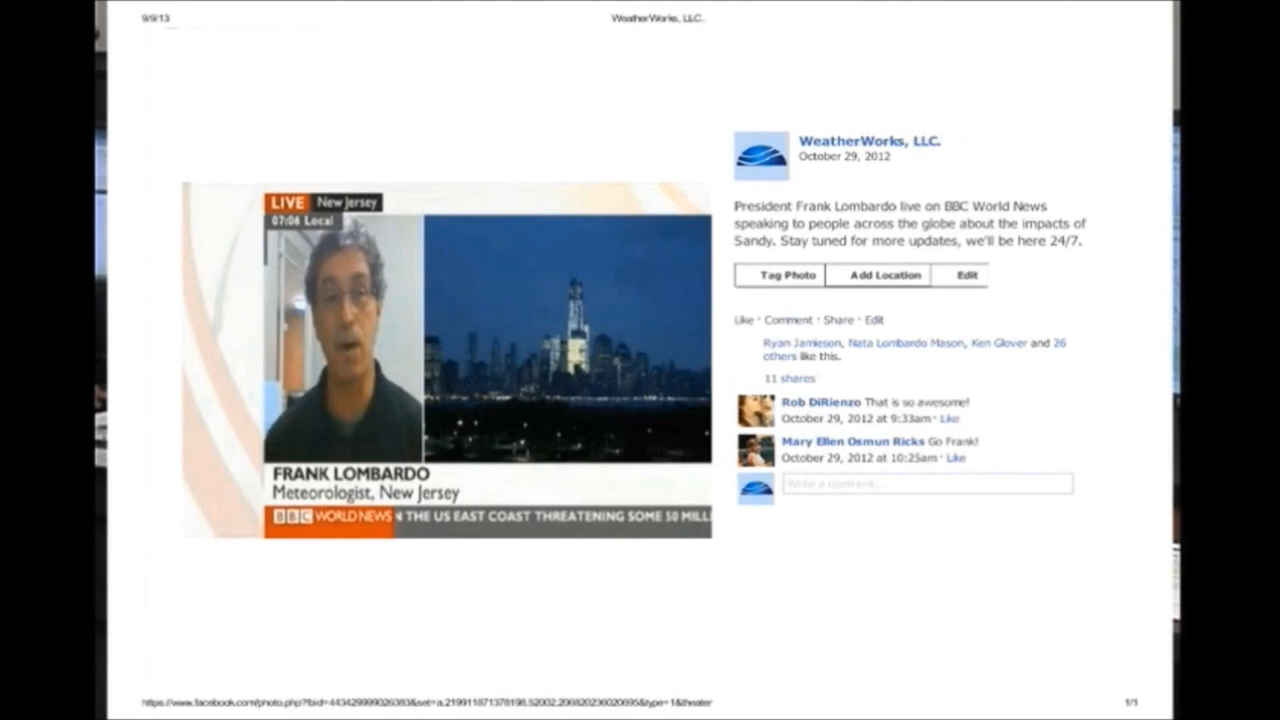 9/9/13
WeatherWorks, LLC.
WeatherWorks, LLC.
October 29, 2012
LIVE New Jersey
07:06 Local
President Frank Lombardo live on BBC World News
speaking to people across the globe about the impacts of
Sandy. Stay tuned for more updates, we'll be here 24/7.
Tag Photo Add Location Edit
Like · Comment · Share · Edit
Ryan Jamieson, Nata Lombardo Mason, Ken Glover and 26
others like this.
11 shares
Rob DiRienzo That is so awesome!
October 29, 2012 at 9:33am · Like
Mary Ellen Osmun Ricks Go Frank!
October 29, 2012 at 10:25am · Like
Write a comment...
FRANK LOMBARDO
Meteorologist, New Jersey
BBC WORLD NEWS N THE US EAST COAST THREATENING SOME 50 MILL
1/1